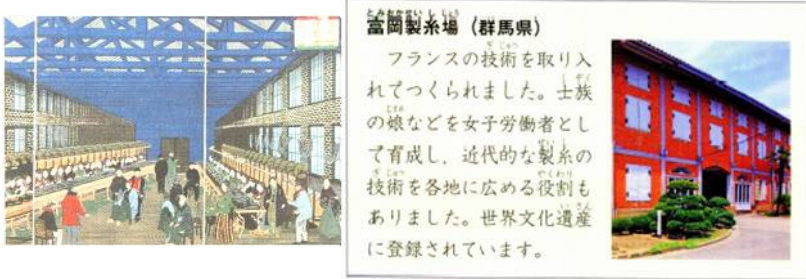 富岡製糸場（群馬県）
フランスの技術を取り入
れてつくられました。士族
の娘などを女子労働者とし
て育成し，近代的な製糸の
技術を各地に広める役割も
ありました。世界文化遺産
に登録されています。